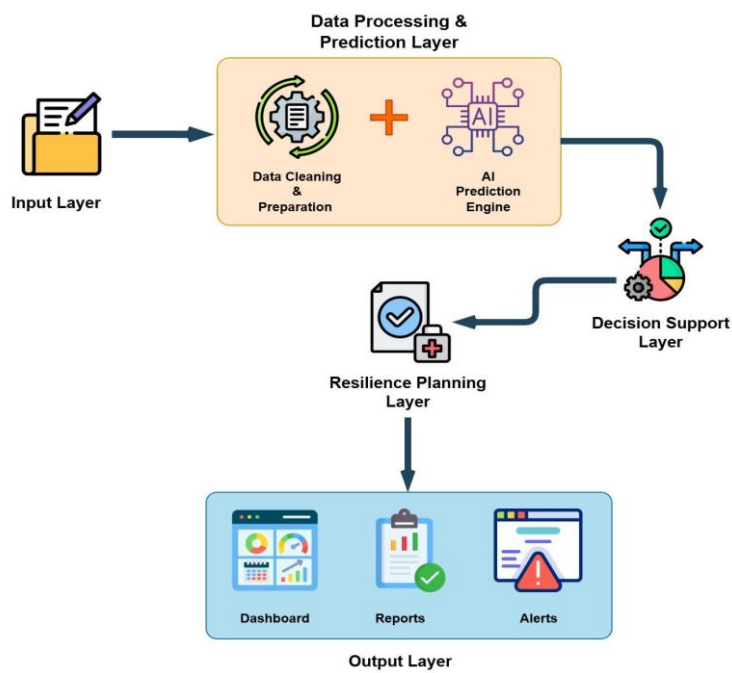 Data Processing &
Prediction Layer
Input Layer
Data Cleaning
&
Preparation
AI
AI
Prediction
Engine
Decision Support
Layer
Resilience Planning
Layer
Dashboard
Reports
Alerts
Output Layer